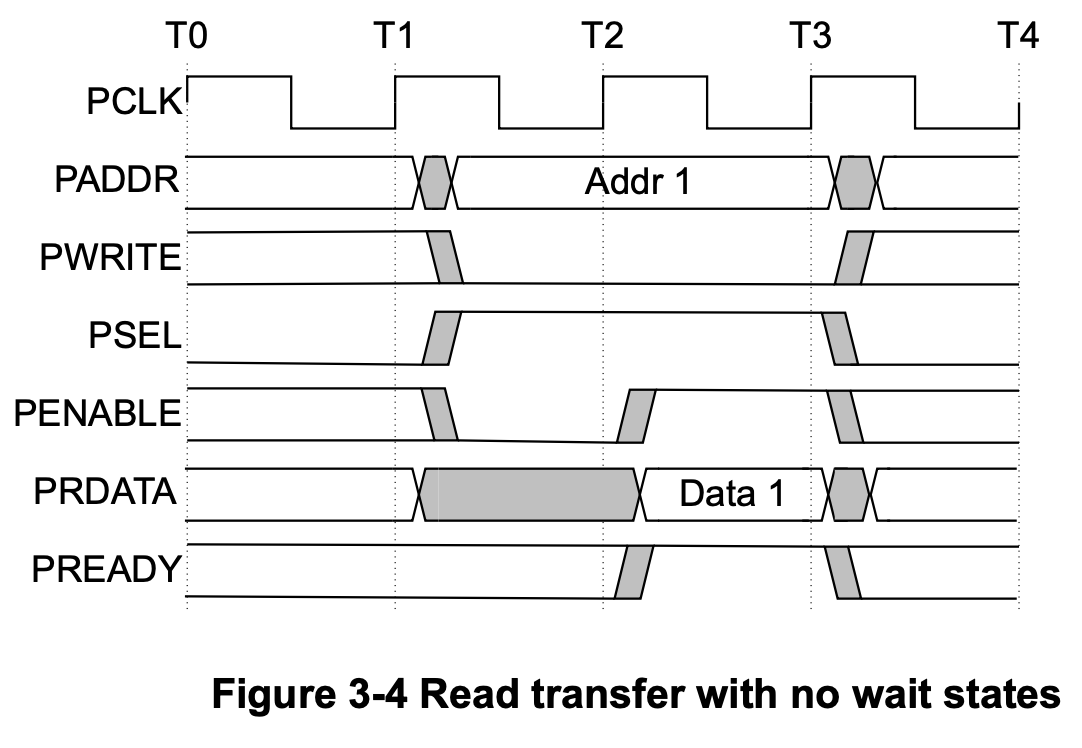 T0 T1 T2 T3 T4
PCLK
PADDR Addr 1
PWRITE
PSEL
PENABLE
PRDATA Data 1
PREADY
Figure 3-4 Read transfer with no wait states